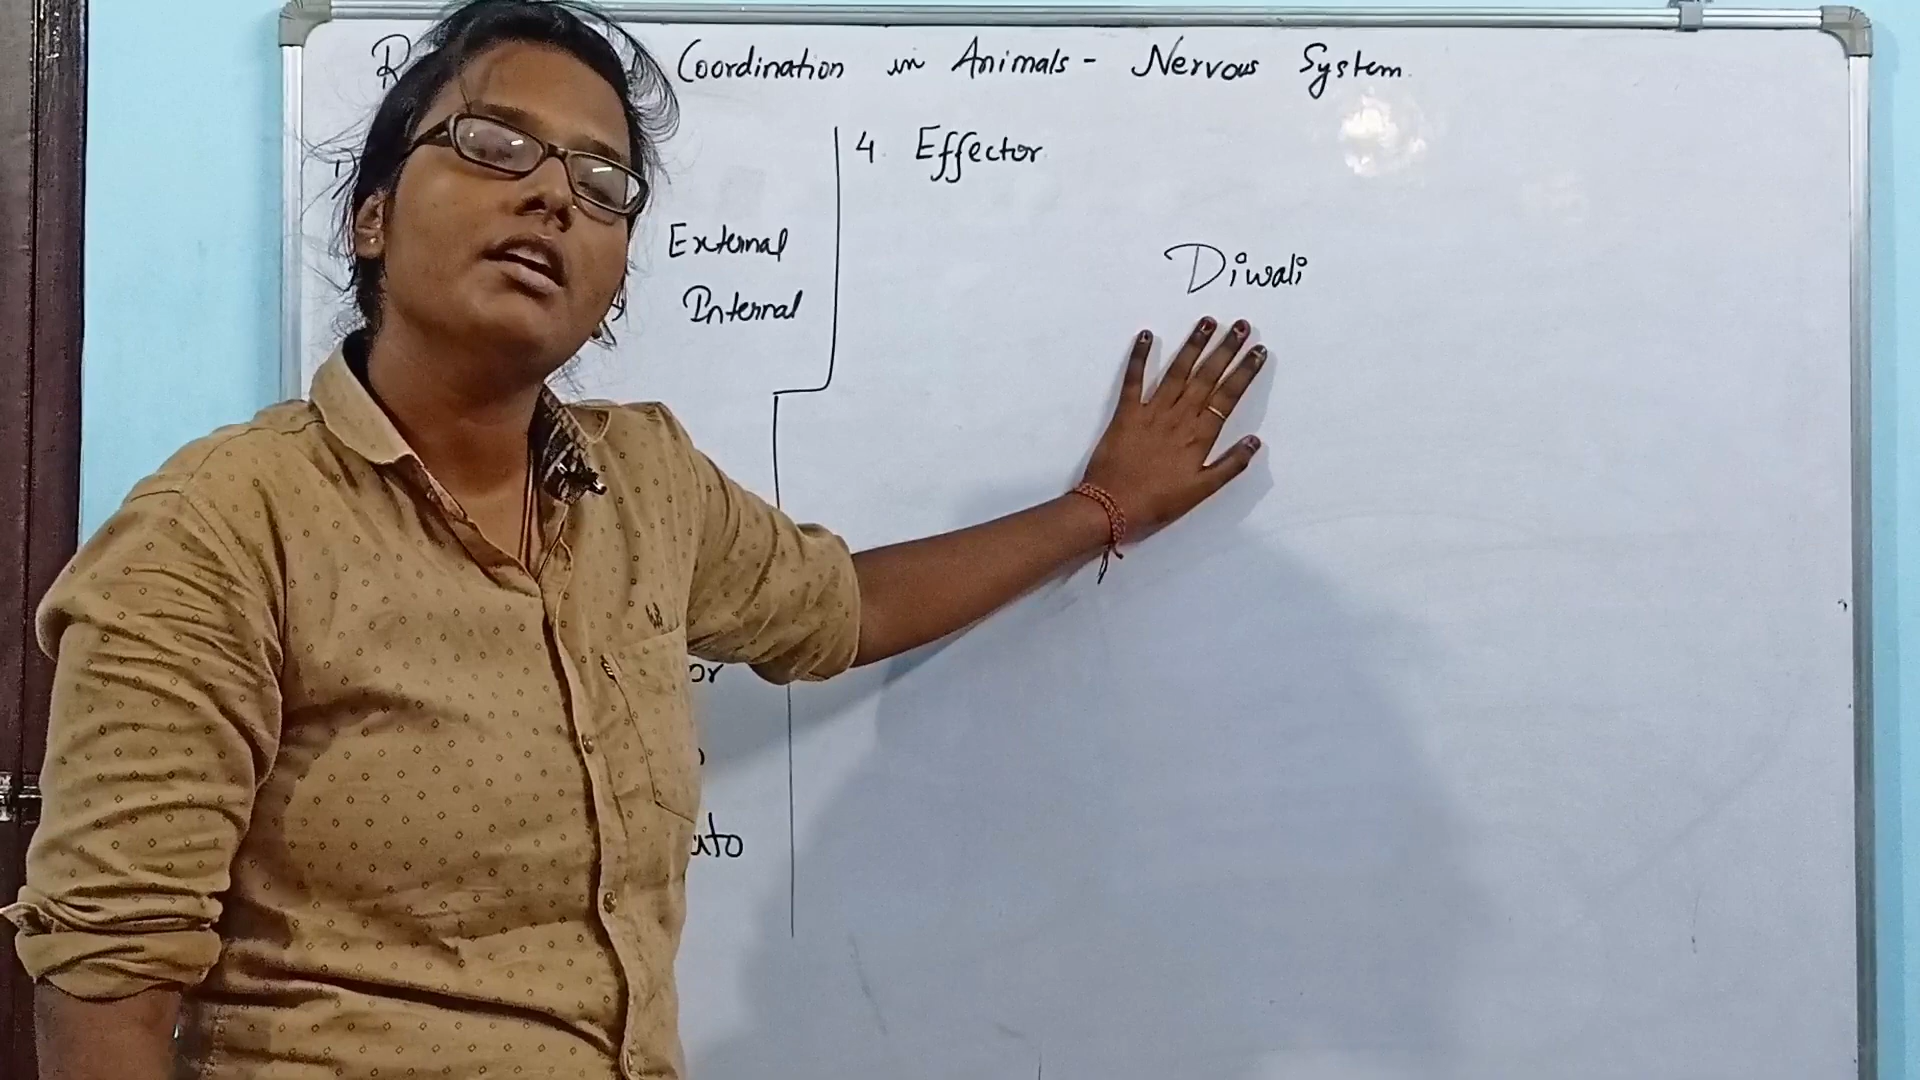 Coordination in Animals - Nervous System
External
Internal
4. Effector
Diwali